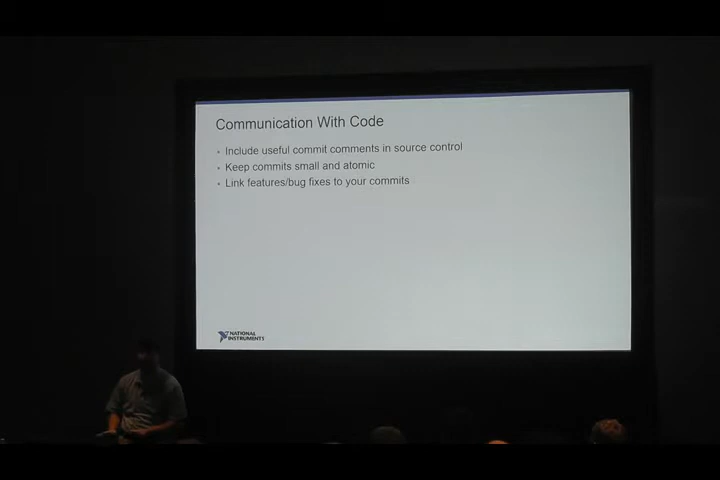 Communication With Code
Include useful commit comments in source control
Keep commits small and atomic
Link features/bug fixes to your commits
NATIONAL
INSTRUMENTS